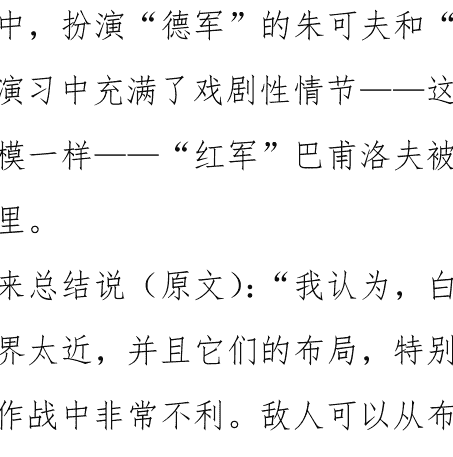 中，扮演“德军”的朱可夫和“
演习中充满了戏剧性情节——这
模一样——“红军”巴甫洛夫被
里。
来总结说（原文）：“我认为，白
界太近，并且它们的布局，特别
作战中非常不利。敌人可以从布